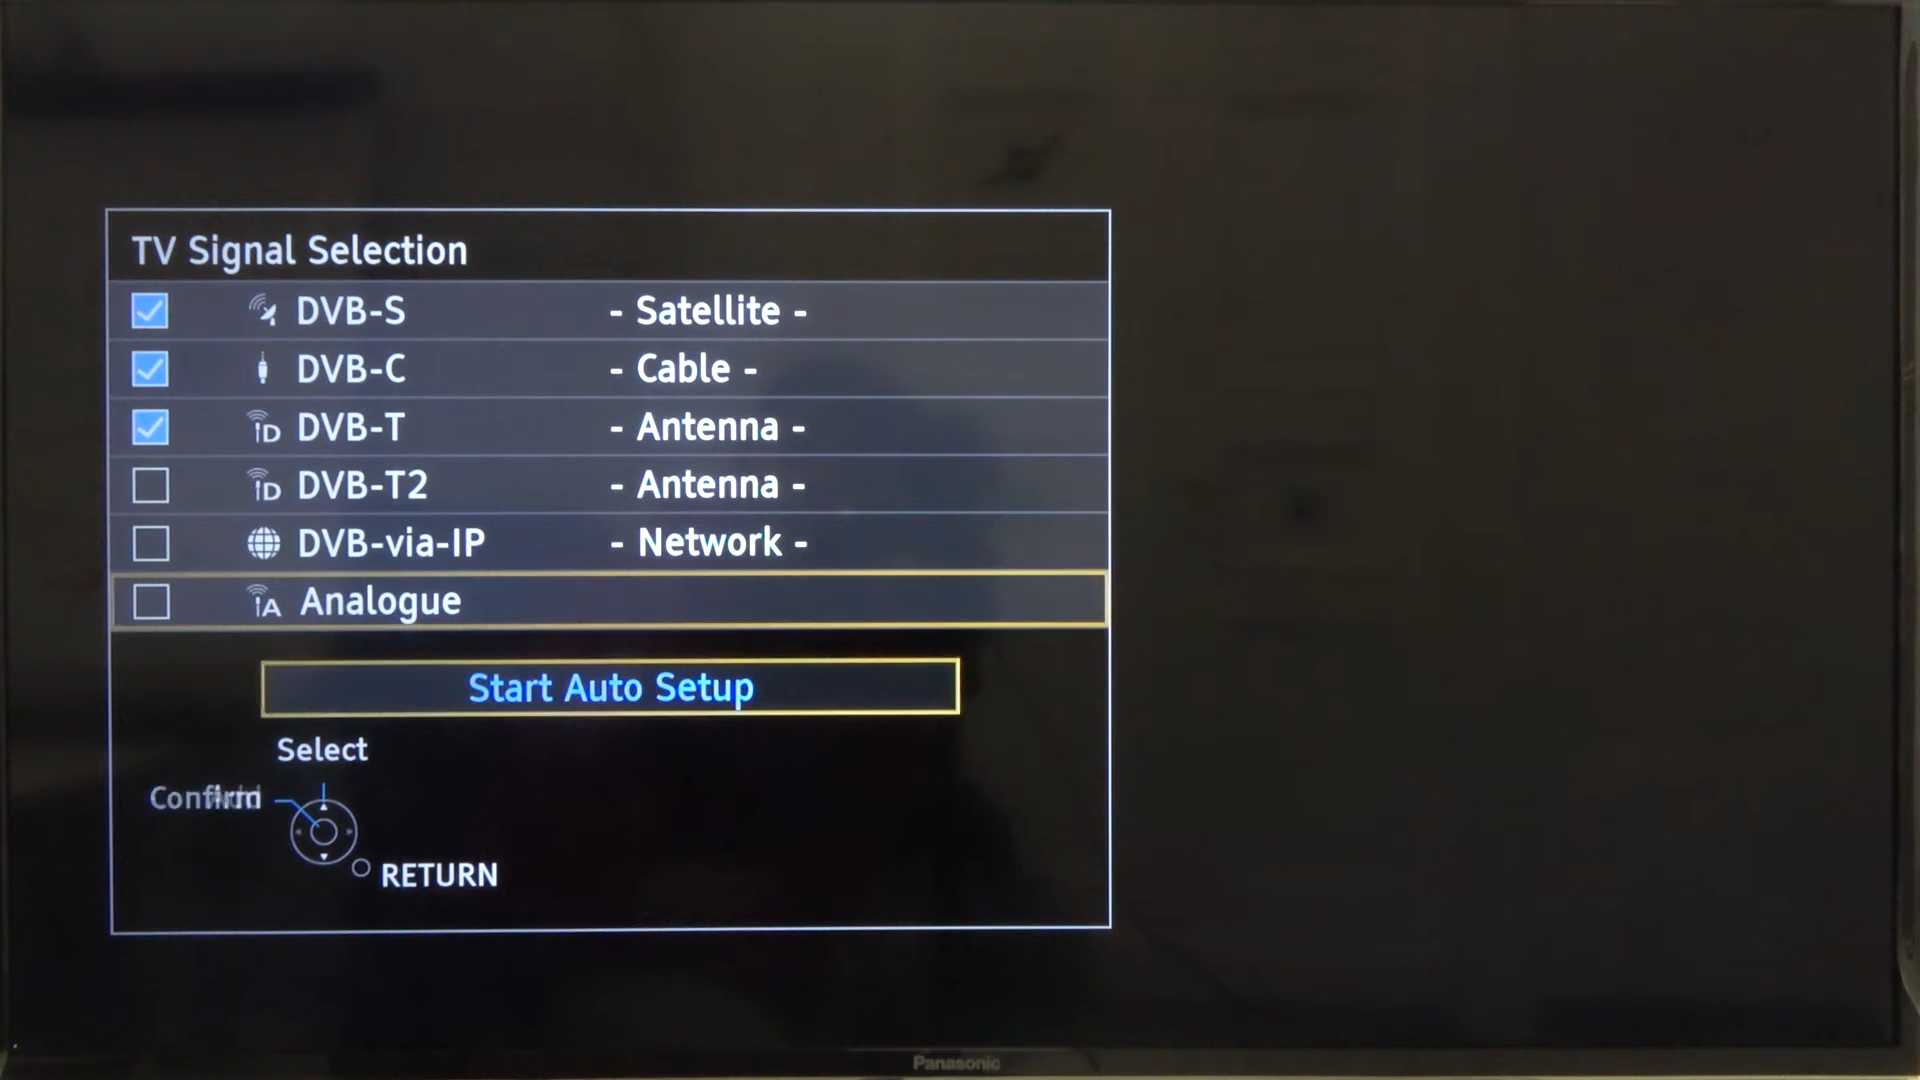 TV Signal Selection
DVB-S - Satellite -
DVB-C - Cable -
DVB-T - Antenna -
DVB-T2 - Antenna -
DVB-via-IP - Network -
Analogue
Start Auto Setup
Select
Confirm
RETURN
Panasonic